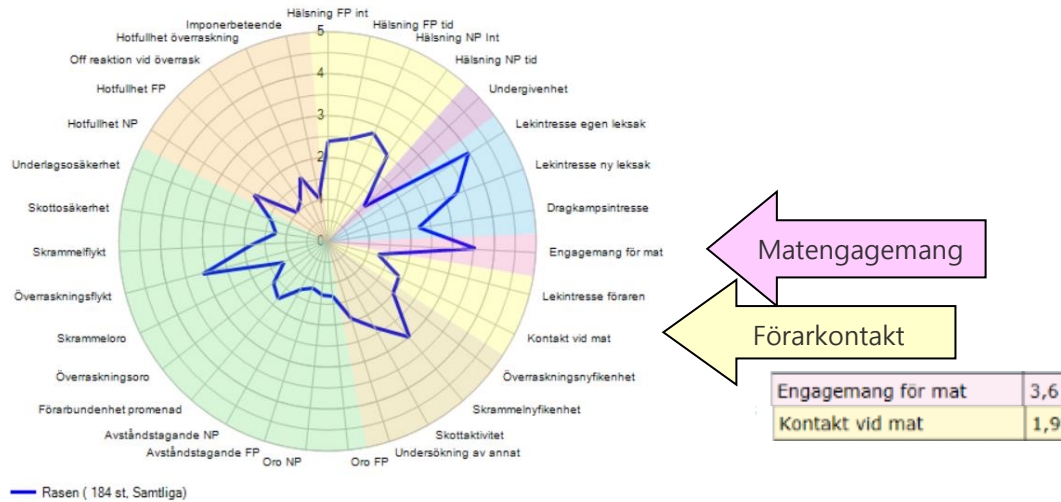 Hälsning FP int
Hälsning FP tid
Hälsning NP Int
Hälsning NP tid
Undergivenhet
Lekintresse egen leksak
Lekintresse ny leksak
Dragkampsintresse
Engagemang för mat
Lekintresse föraren
Kontakt vid mat
Överraskningsnyfikenhet
Skrammelnyfikenhet
Skottaktivitet
Undersökning av annat
Oro FP
Oro NP
Avståndstagande FP
Avståndstagande NP
Förarbundenhet promenad
Överraskningsoro
Skrammeloro
Överraskningsflykt
Skrammelflykt
Skottosäkerhet
Underlagsosäkerhet
Hotfullhet NP
Hotfullhet FP
Off reaktion vid överrask
Hotfullhet överraskning
Imponerbeteende
5
4
3
2
1
0
Matengagemang
Förarkontakt
Engagemang för mat 3,6
Kontakt vid mat 1,9
Rasen ( 184 st, Samtliga)